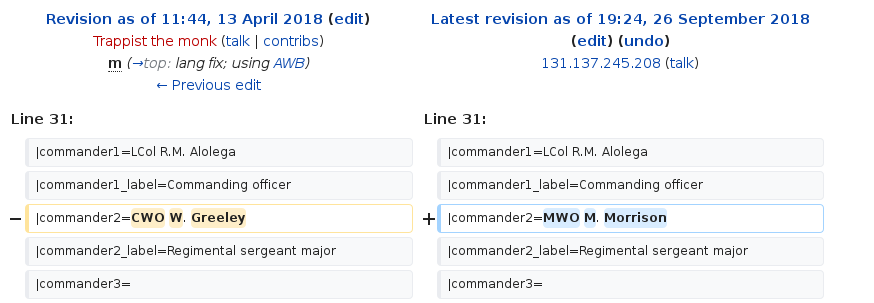 Revision as of 11:44, 13 April 2018 (edit)
Trappist the monk (talk | contribs)
m (→top: lang fix; using AWB)
← Previous edit
Latest revision as of 19:24, 26 September 2018
(edit) (undo)
131.137.245.208 (talk)
Line 31:
Line 31:
|commander1=LCol R.M. Alolega
|commander1=LCol R.M. Alolega
|commander1_label=Commanding officer
|commander1_label=Commanding officer
− |commander2=CWO W. Greeley
+ |commander2=MWO M. Morrison
|commander2_label=Regimental sergeant major
|commander2_label=Regimental sergeant major
|commander3=
|commander3=